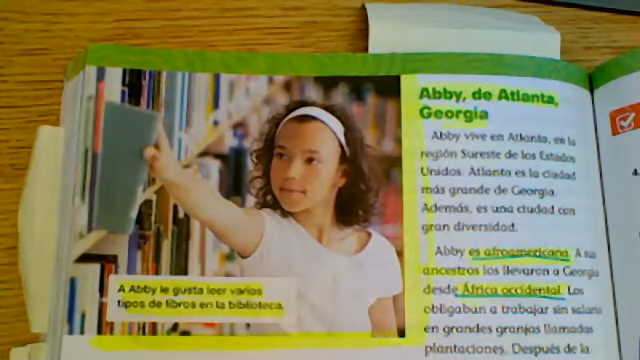 Abby, de Atlanta,
Georgia
Abby vive en Atlanta, en la
región Sureste de los Estados
Unidos. Atlanta es la ciudad
más grande de Georgia.
Además, es una ciudad con
gran diversidad.
Abby es afroamericana. A sus
ancestros los llevaron a Georgia
desde África occidental. Los
obligaban a trabajar sin salario
en grandes granjas llamadas
plantaciones. Después de la
A Abby le gusta leer varios
tipos de libros en la biblioteca.
4.